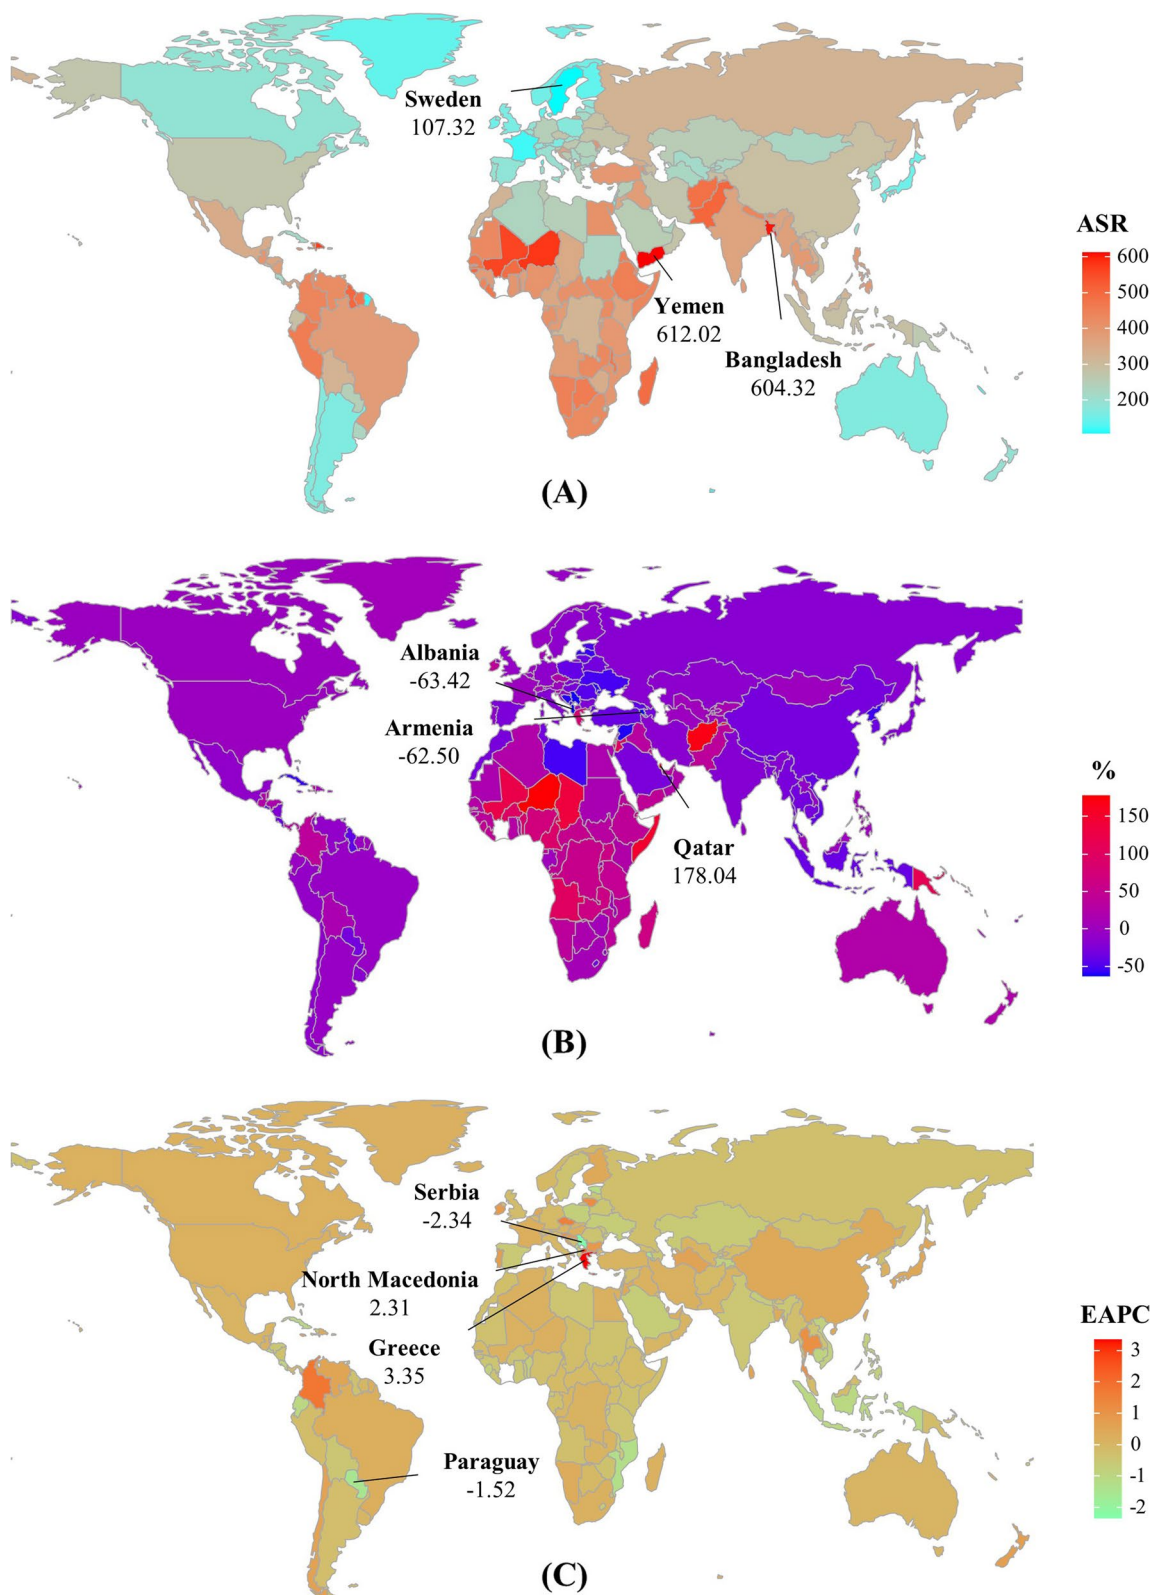 Sweden
107.32
Yemen
612.02
Bangladesh
604.32
ASR
600
500
400
300
200
(A)
Albania
-63.42
Armenia
-62.50
Qatar
178.04
%
150
100
50
0
-50
(B)
Serbia
-2.34
North Macedonia
2.31
Greece
3.35
Paraguay
-1.52
EAPC
3
2
1
0
-1
-2
(C)